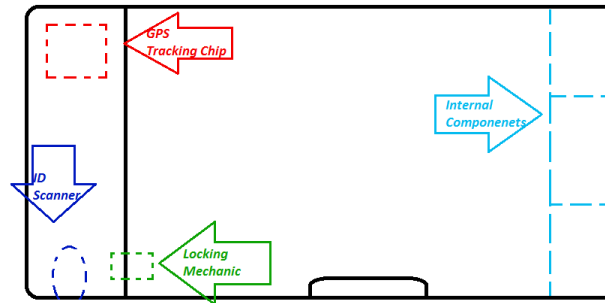 GPS
Tracking Chip
Internal
Componenets
ID
Scanner
Locking
Mechanic